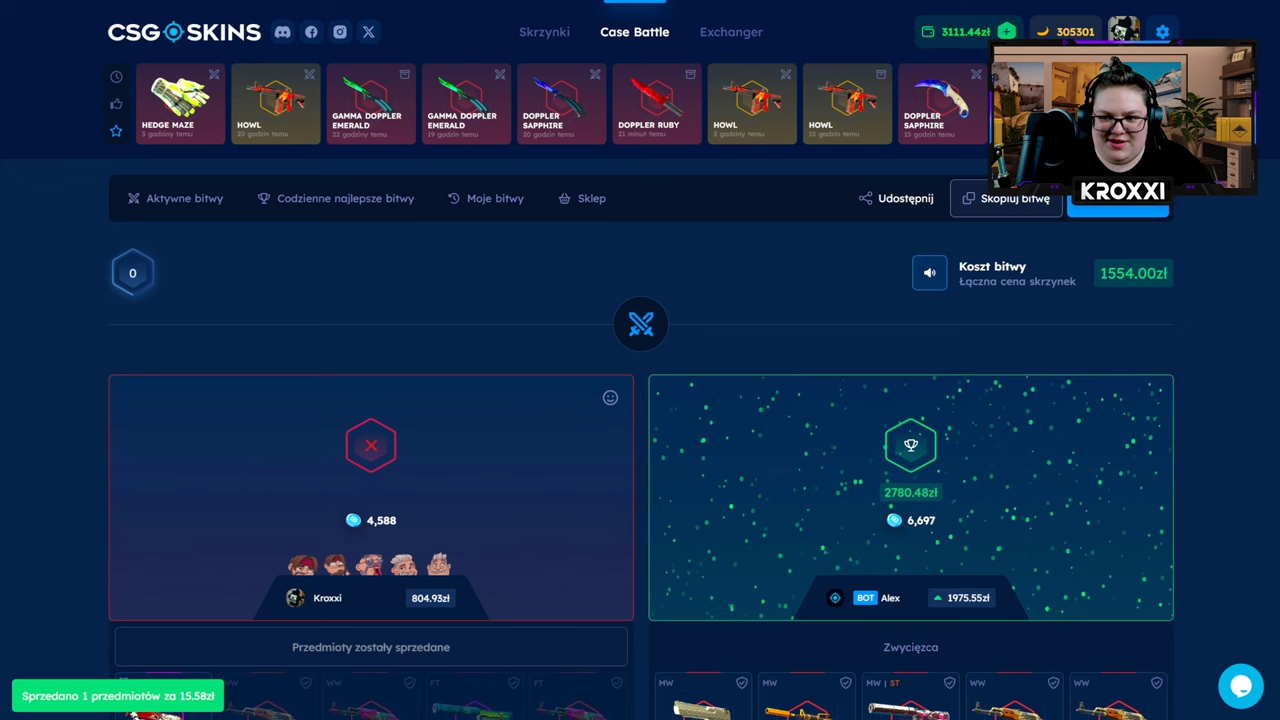 CSG SKINS
Skrzynki
Case Battle
Exchanger
3111.44zł
305301
HEDGE MAZE
3 godziny temu
HOWL
20 godzin temu
GAMMA DOPPLER
EMERALD
22 godziny temu
GAMMA DOPPLER
EMERALD
19 godzin temu
DOPPLER
SAPPHIRE
20 godzin temu
DOPPLER RUBY
21 minut temu
HOWL
3 godziny temu
HOWL
15 godzin temu
DOPPLER
SAPPHIRE
15 godzin temu
KROXXI
Aktywne bitwy
Codzienne najlepsze bitwy
Moje bitwy
Sklep
Udostępnij
Skopiuj bitwę
0
Koszt bitwy
Łączna cena skrzynek
1554.00zł
2780.48zł
4,588
6,697
Kroxxi
804.93zł
BOT Alex
1975.55zł
Przedmioty zostały sprzedane
Zwycięzca
WW
WW
FT
FT
MW
MW
MW | ST
WW
WW
Sprzedano 1 przedmiotów za 15.58zł